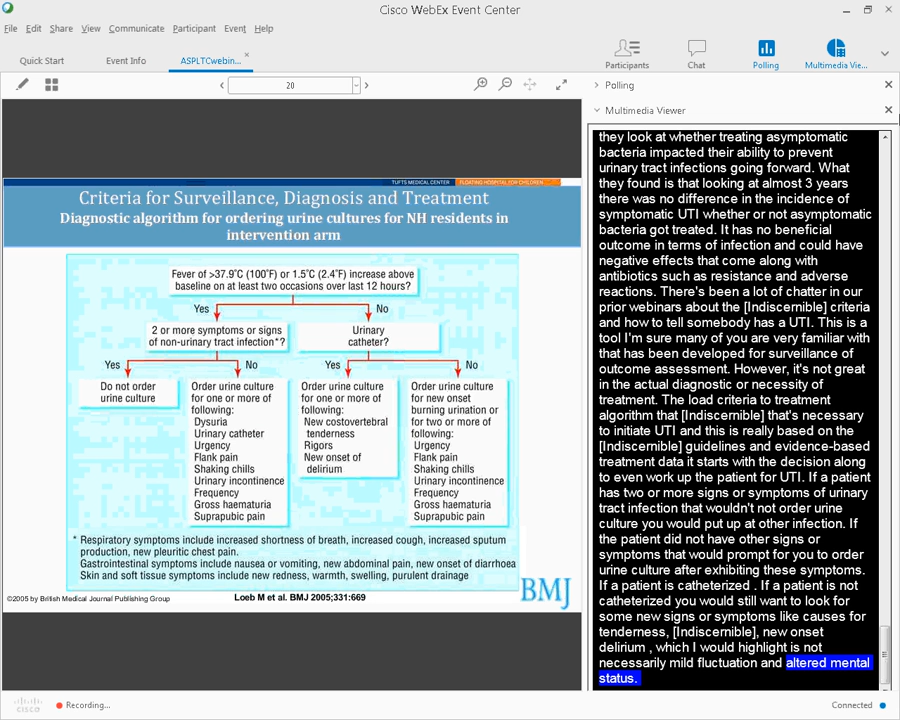 Cisco WebEx Event Center
File Edit Share View Communicate Participant Event Help
Quick Start Event Info ASPLTCwebin...
Participants Chat Polling Multimedia Vie...
20
Polling
Multimedia Viewer
TUFTS MEDICAL CENTER FLOATING HOSPITAL FOR CHILDREN
Criteria for Surveillance, Diagnosis and Treatment
Diagnostic algorithm for ordering urine cultures for NH residents in
intervention arm
Fever of >37.9°C (100°F) or 1.5°C (2.4°F) increase above
baseline on at least two occasions over last 12 hours?
Yes
No
2 or more symptoms or signs
of non-urinary tract infection*?
Urinary
catheter?
Yes
No
Yes
No
Do not order
urine culture
Order urine culture
for one or more of
following:
Dysuria
Urinary catheter
Urgency
Flank pain
Shaking chills
Urinary incontinence
Frequency
Gross haematuria
Suprapubic pain
Order urine culture
for one or more of
following:
New costovertebral
tenderness
Rigors
New onset of
delirium
Order urine culture
for new onset
burning urination or
for two or more of
following:
Urgency
Flank pain
Shaking chills
Urinary incontinence
Frequency
Gross haematuria
Suprapubic pain
* Respiratory symptoms include increased shortness of breath, increased cough, increased sputum
production, new pleuritic chest pain.
Gastrointestinal symptoms include nausea or vomiting, new abdominal pain, new onset of diarrhoea
Skin and soft tissue symptoms include new redness, warmth, swelling, purulent drainage
©2005 by British Medical Journal Publishing Group
Loeb M et al. BMJ 2005;331:669
BMJ
they look at whether treating asymptomatic
bacteria impacted their ability to prevent
urinary tract infections going forward. What
they found is that looking at almost 3 years
there was no difference in the incidence of
symptomatic UTI whether or not asymptomatic
bacteria got treated. It has no beneficial
outcome in terms of infection and could have
negative effects that come along with
antibiotics such as resistance and adverse
reactions. There's been a lot of chatter in our
prior webinars about the [Indiscernible] criteria
and how to tell somebody has a UTI. This is a
tool I'm sure many of you are very familiar with
that has been developed for surveillance of
outcome assessment. However, it's not great
in the actual diagnostic or necessity of
treatment. The load criteria to treatment
algorithm that [Indiscernible] that's necessary
to initiate UTI and this is really based on the
[Indiscernible] guidelines and evidence-based
treatment data it starts with the decision along
to even work up the patient for UTI. If a patient
has two or more signs or symptoms of urinary
tract infection that wouldn't not order urine
culture you would put up at other infection. If
the patient did not have other signs or
symptoms that would prompt for you to order
urine culture after exhibiting these symptoms.
If a patient is catheterized . If a patient is not
catheterized you would still want to look for
some new signs or symptoms like causes for
tenderness, [Indiscernible], new onset
delirium , which I would highlight is not
necessarily mild fluctuation and altered mental
status.
cisco
Recording...
Connected